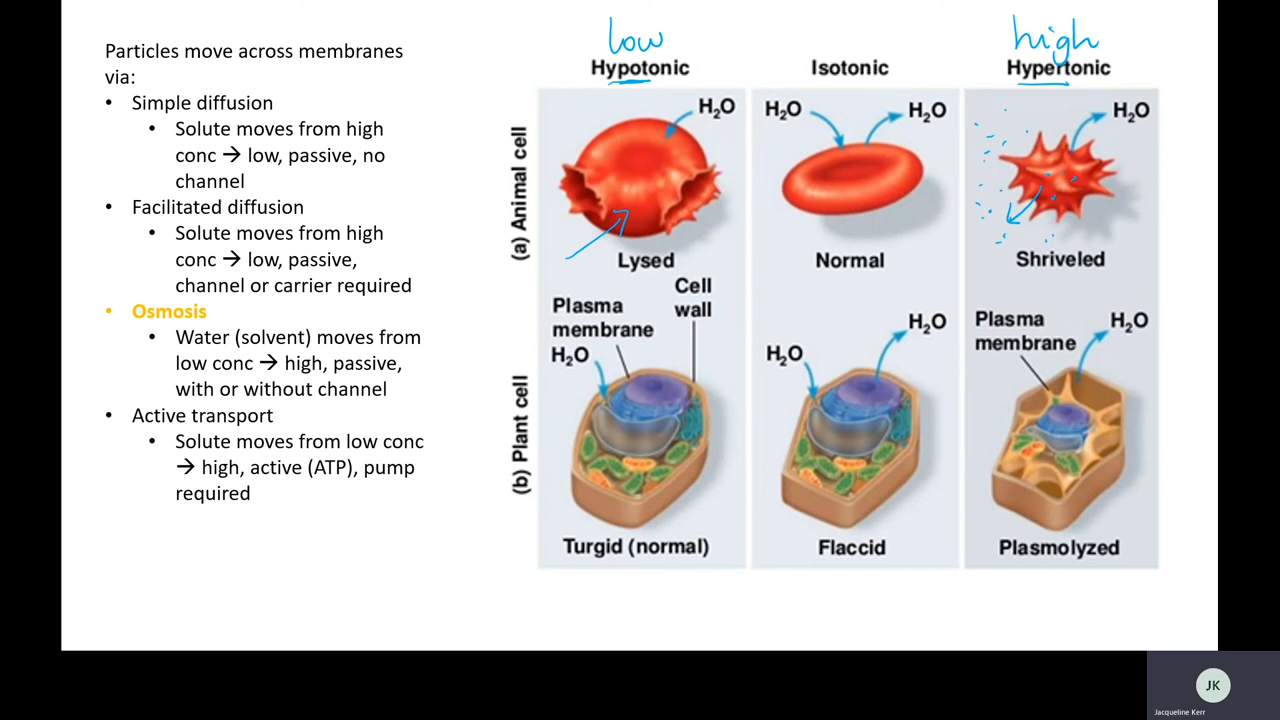 Particles move across membranes
via:
• Simple diffusion
• Solute moves from high
conc → low, passive, no
channel
• Facilitated diffusion
• Solute moves from high
conc → low, passive,
channel or carrier required
• Osmosis
• Water (solvent) moves from
low conc → high, passive,
with or without channel
• Active transport
• Solute moves from low conc
→ high, active (ATP), pump
required
low
high
Hypotonic
Isotonic
Hypertonic
(a) Animal cell
H₂O
H₂O
H₂O
H₂O
Lysed
Normal
Shriveled
(b) Plant cell
Plasma
membrane
Cell
wall
H₂O
H₂O
H₂O
Plasma
membrane
H₂O
Turgid (normal)
Flaccid
Plasmolyzed
JK
Jacqueline Kerr